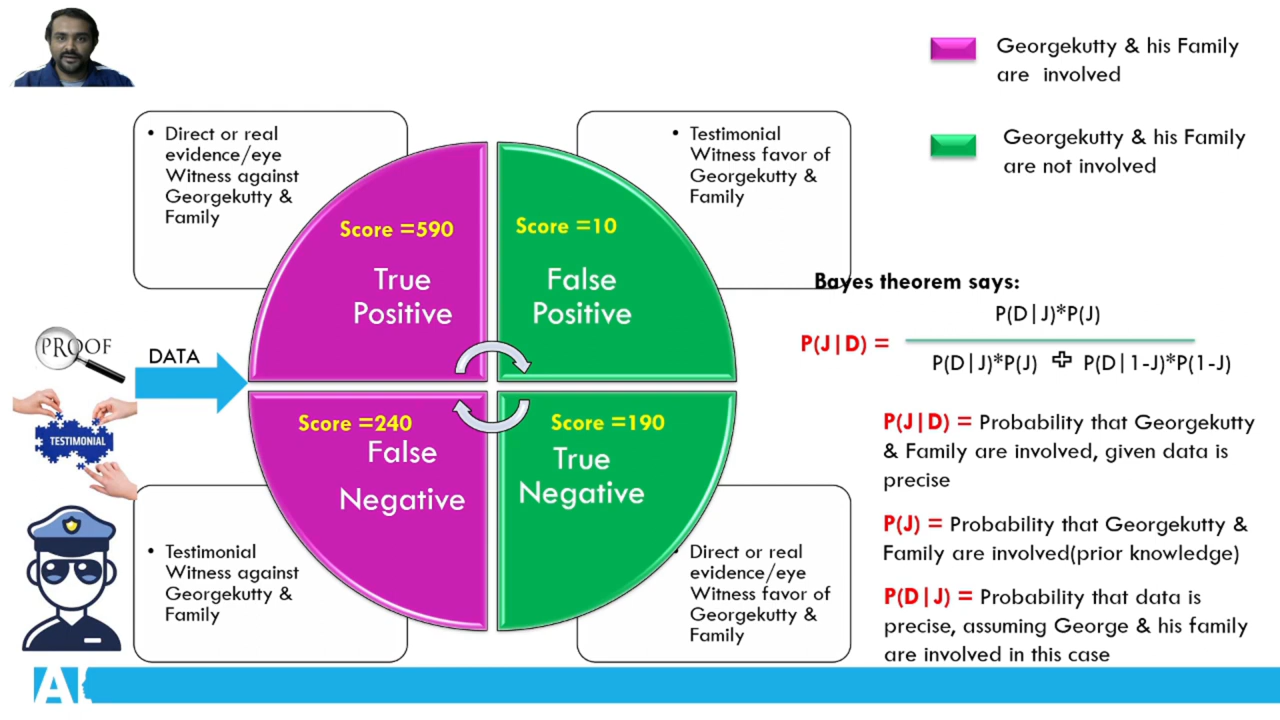 Georgekutty & his Family
are involved
Georgekutty & his Family
are not involved
• Direct or real
evidence/eye
Witness against
Georgekutty &
Family
• Testimonial
Witness favor of
Georgekutty &
Family
Score =590
True
Positive
Score =10
False
Positive
PROOF
DATA
TESTIMONIAL
Score =240
False
Negative
Score =190
True
Negative
• Testimonial
Witness against
Georgekutty &
Family
• Direct or real
evidence/eye
Witness favor of
Georgekutty &
Family
Bayes theorem says:
P(D|J)*P(J)
P(J|D) =
P(D|J)*P(J) + P(D|1-J)*P(1-J)
P(J|D) = Probability that Georgekutty
& Family are involved, given data is
precise
P(J) = Probability that Georgekutty &
Family are involved(prior knowledge)
P(D|J) = Probability that data is
precise, assuming George & his family
are involved in this case
AI